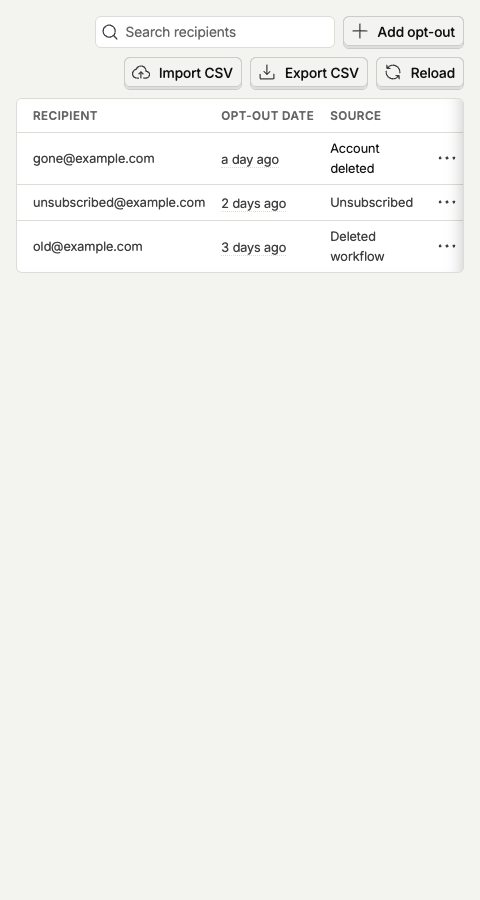 Search recipients
Add opt-out
Import CSV
Export CSV
Reload
RECIPIENT OPT-OUT DATE SOURCE
gone@example.com a day ago Account
deleted
unsubscribed@example.com 2 days ago Unsubscribed
old@example.com 3 days ago Deleted
workflow